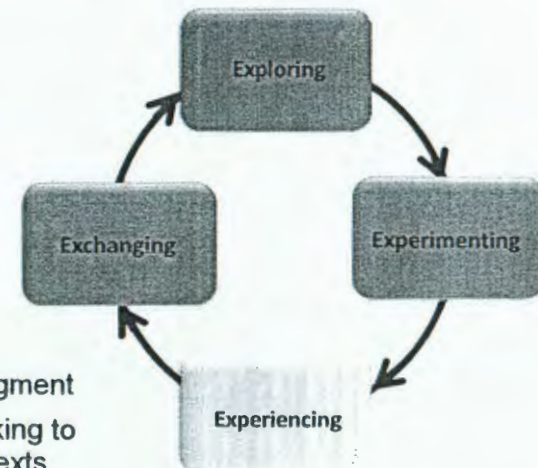 Exploring
Exchanging
Experimenting
Experiencing
gment
king to
exts